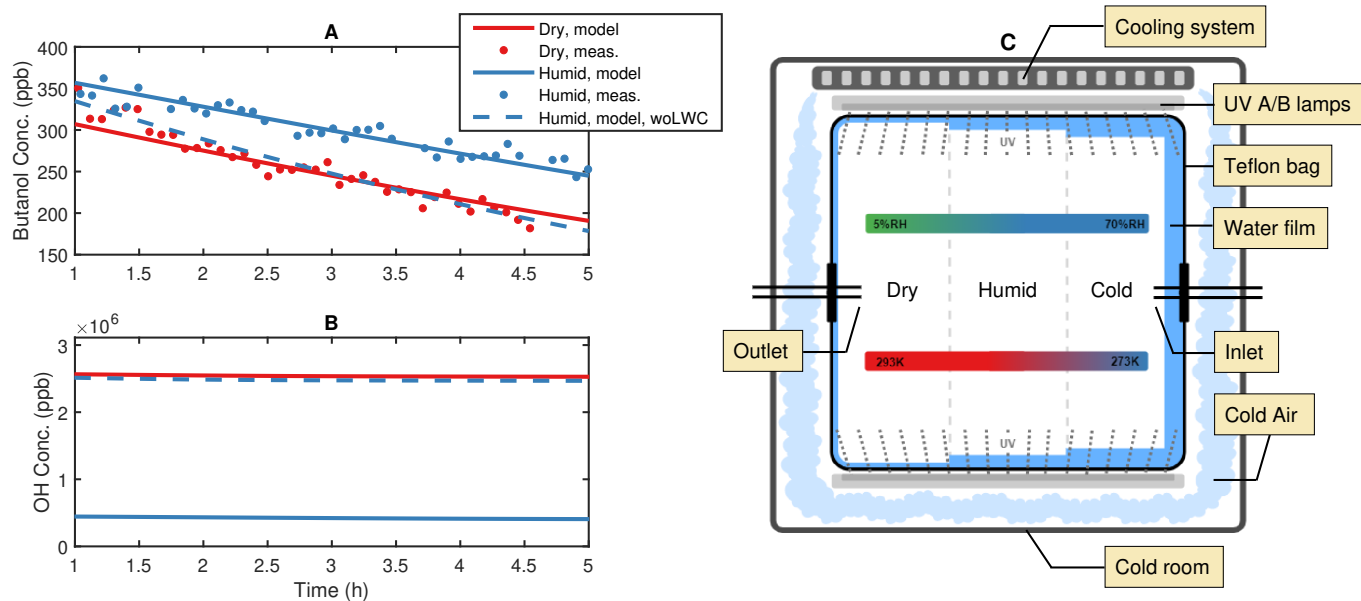 A
Dry, model
Dry, meas.
Humid, model
Humid, meas.
Humid, model, woLWC
Butanol Conc. (ppb)
400
350
300
250
200
150
1 1.5 2 2.5 3 3.5 4 4.5 5
B
×10⁶
OH Conc. (ppb)
3
2
1
0
1 1.5 2 2.5 3 3.5 4 4.5 5
Time (h)
C
Cooling system
UV A/B lamps
Teflon bag
Water film
UV
5%RH 70%RH
Dry Humid Cold
Outlet
Inlet
293K 273K
Cold Air
UV
Cold room